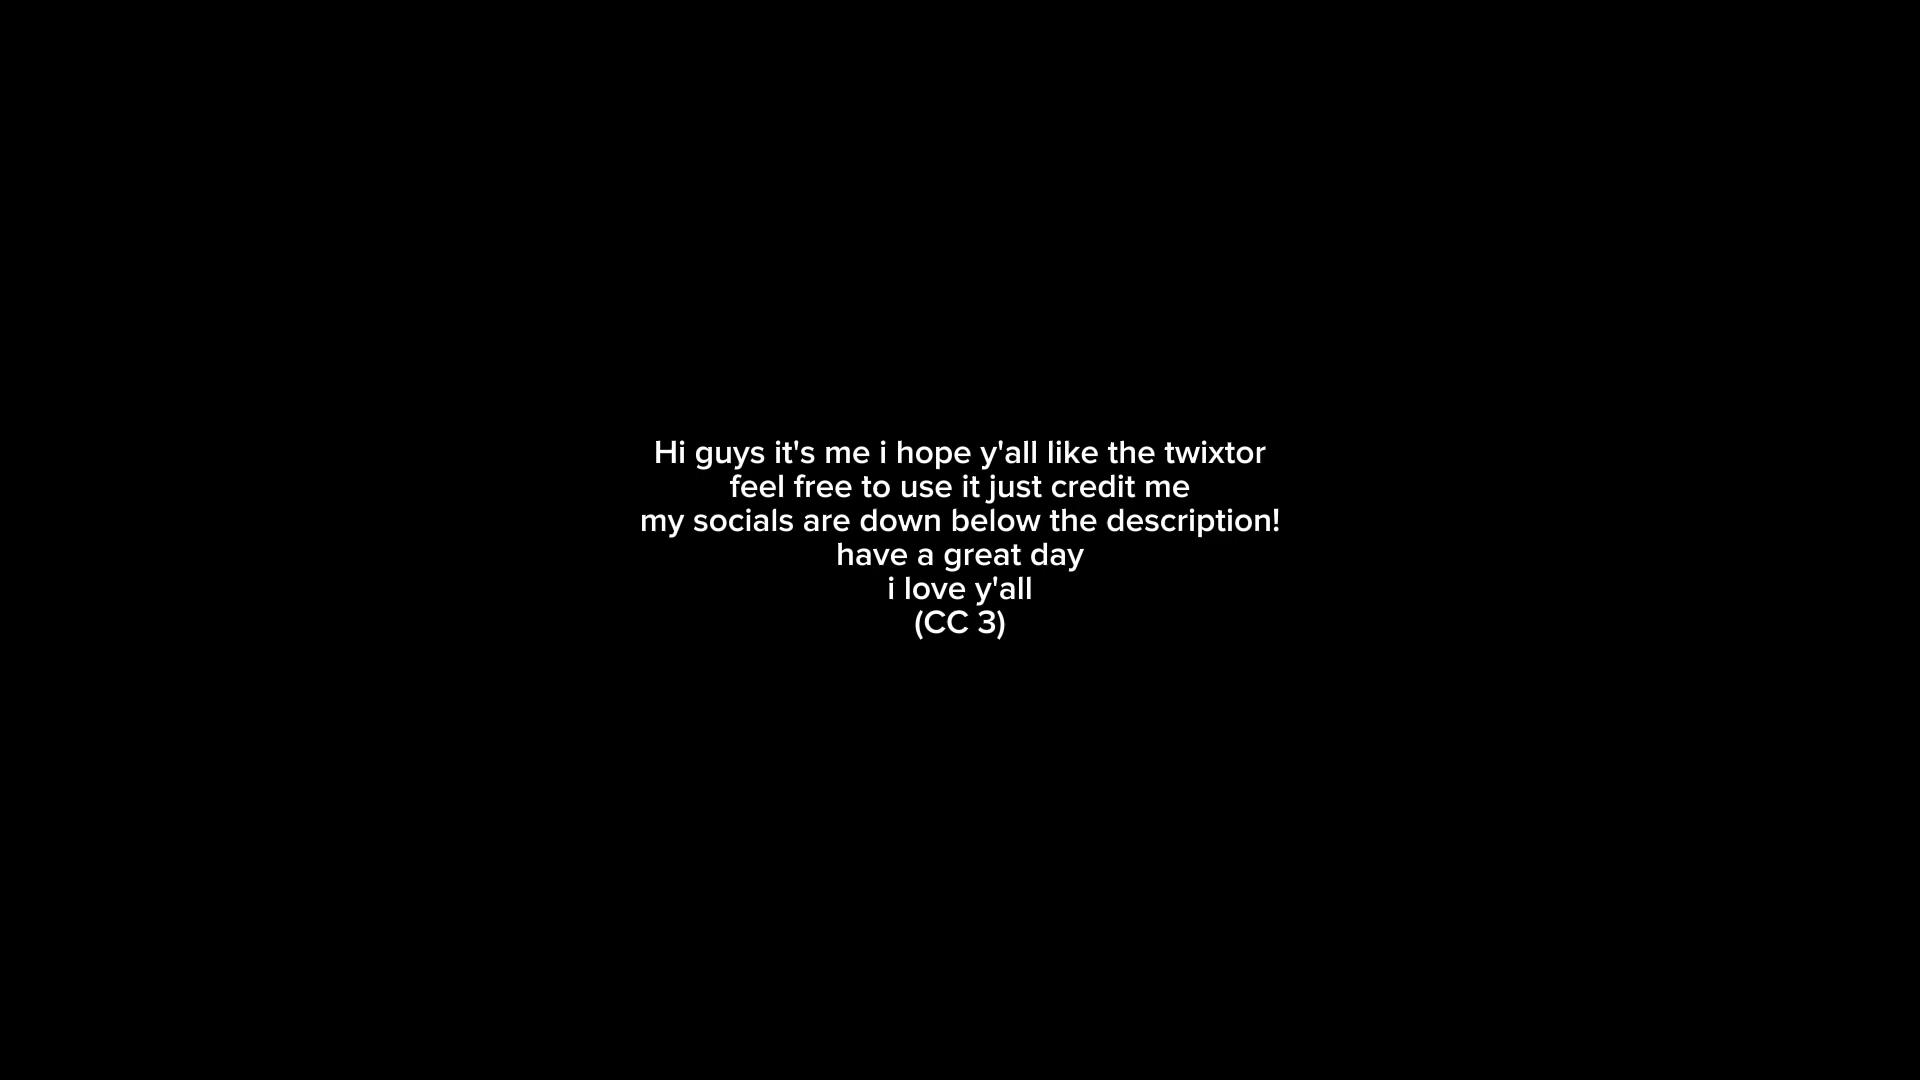 Hi guys it's me i hope y'all like the twixtor
feel free to use it just credit me
my socials are down below the description!
have a great day
i love y'all
(CC 3)